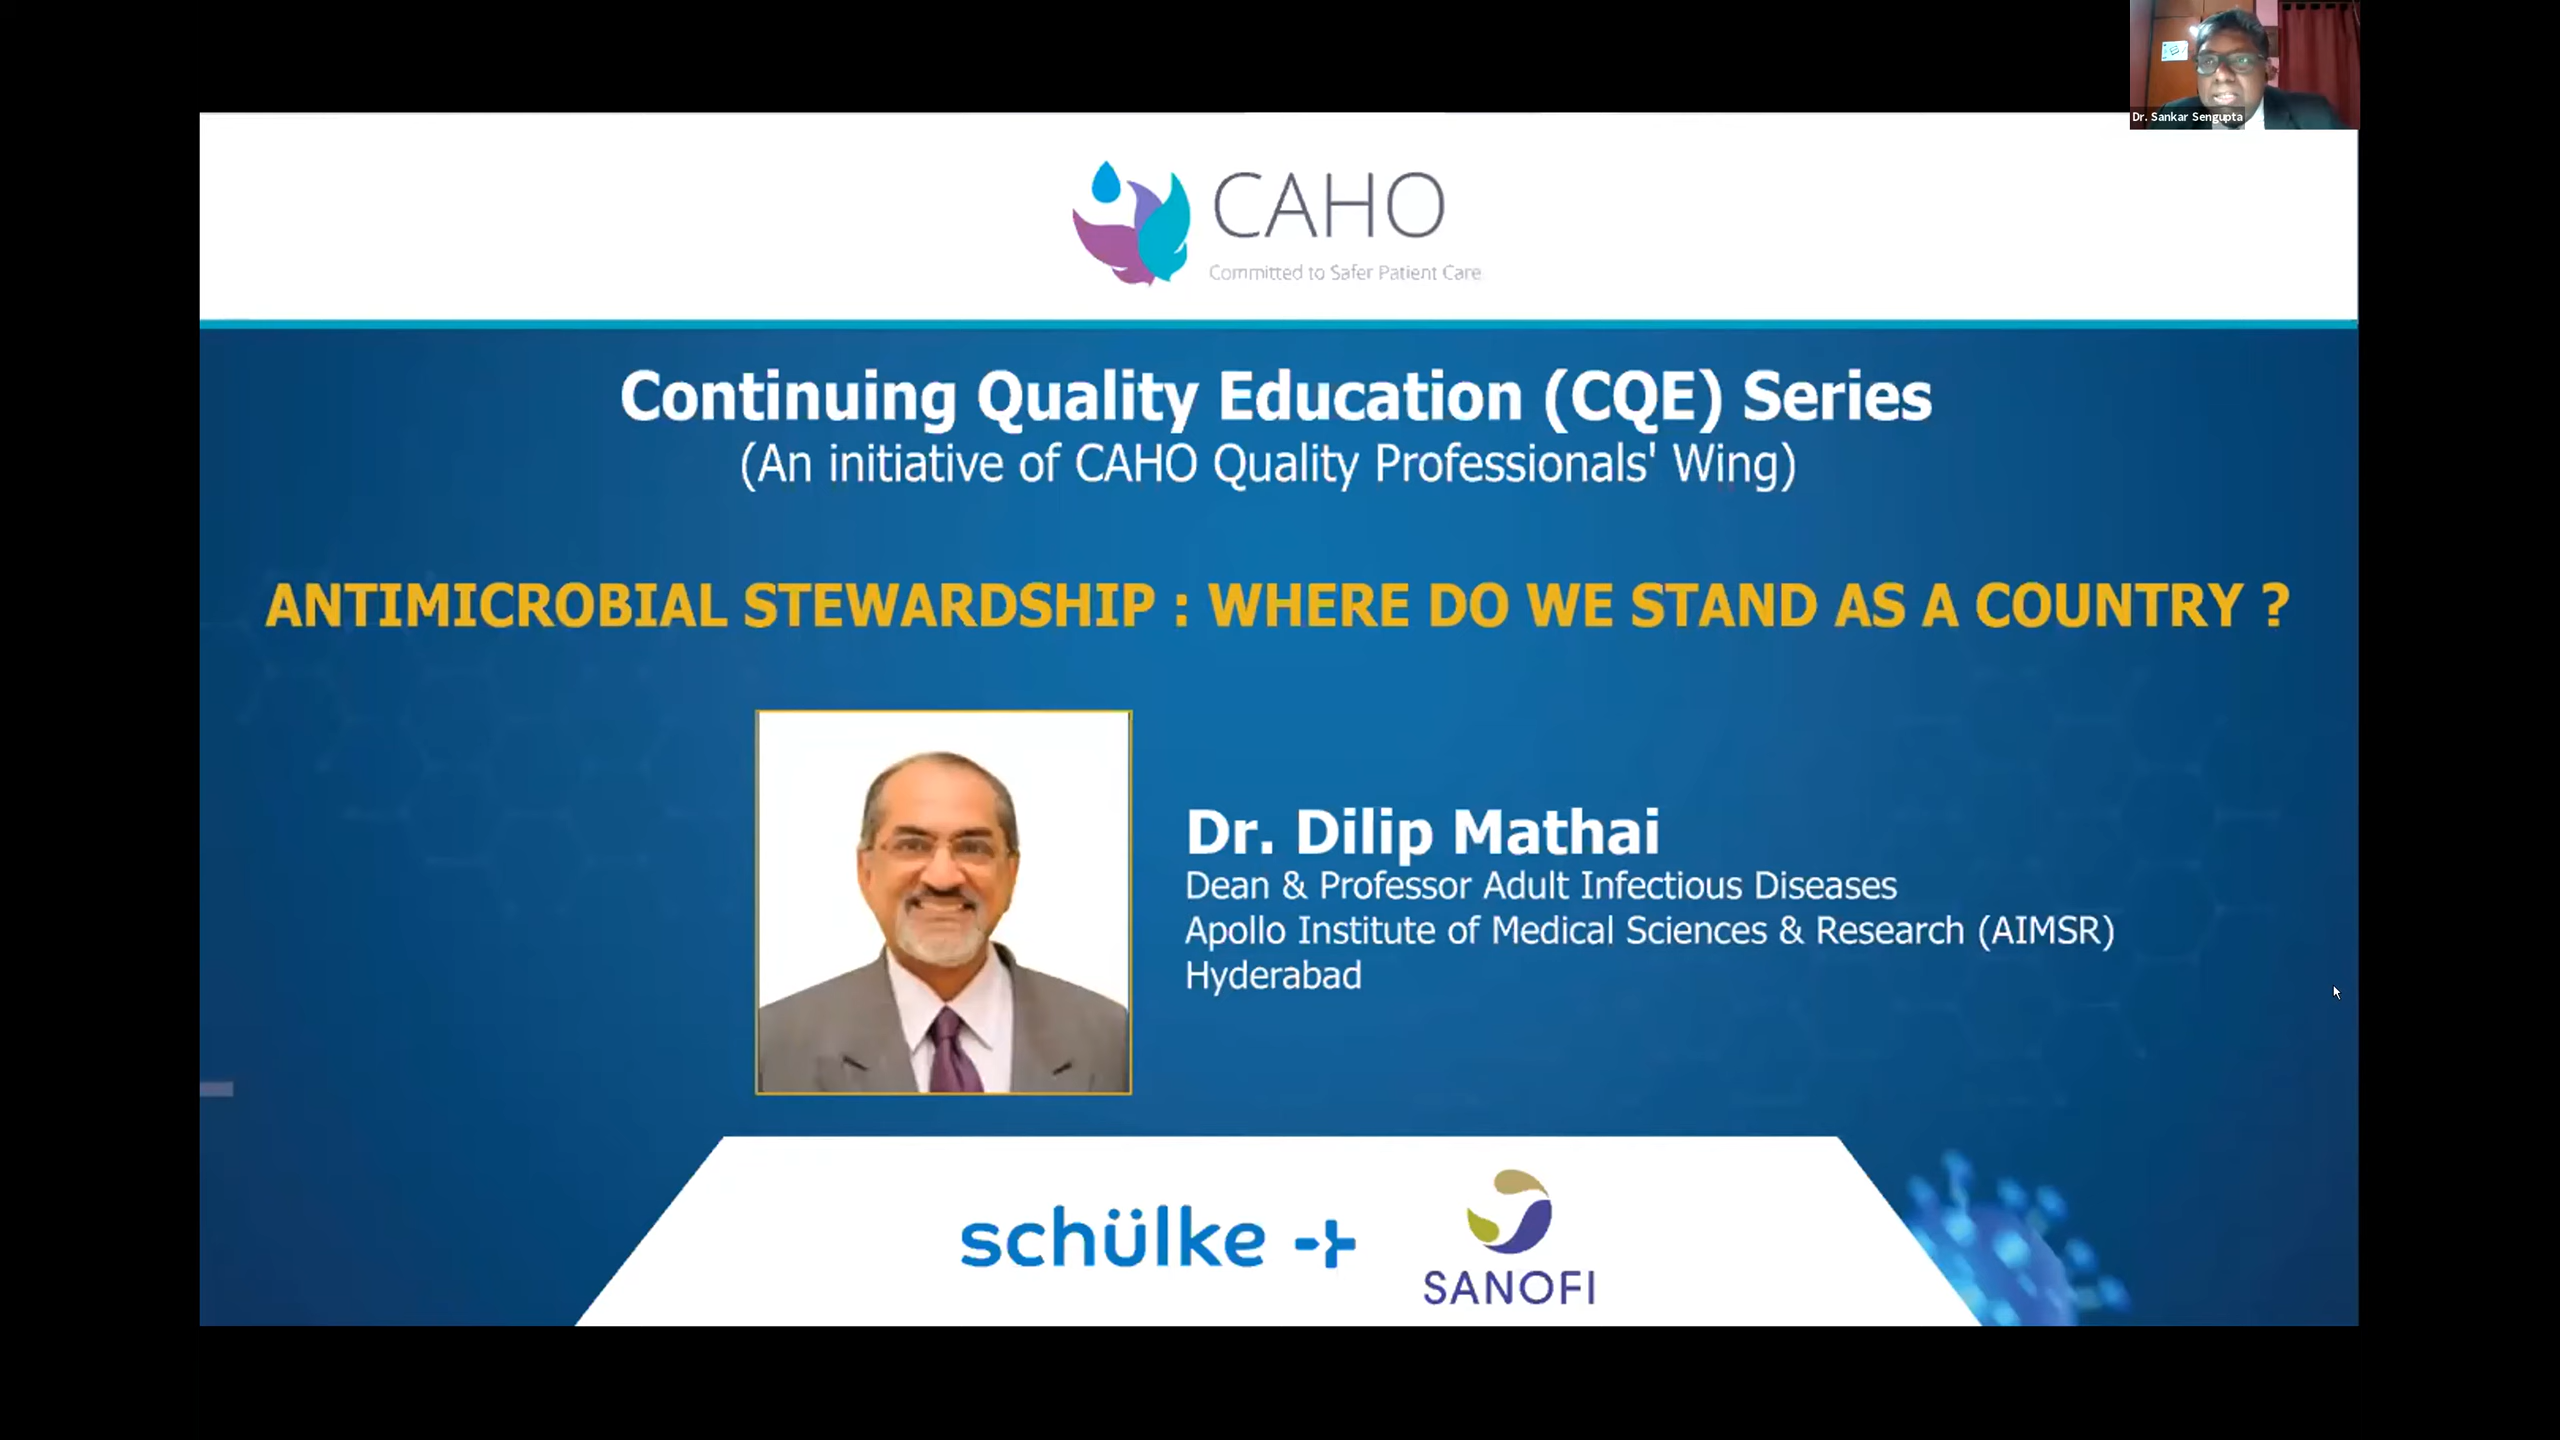 Dr. Sankar Sengupta
CAHO
Committed to Safer Patient Care
Continuing Quality Education (CQE) Series
(An initiative of CAHO Quality Professionals' Wing)
ANTIMICROBIAL STEWARDSHIP : WHERE DO WE STAND AS A COUNTRY ?
Dr. Dilip Mathai
Dean & Professor Adult Infectious Diseases
Apollo Institute of Medical Sciences & Research (AIMSR)
Hyderabad
schülke
SANOFI